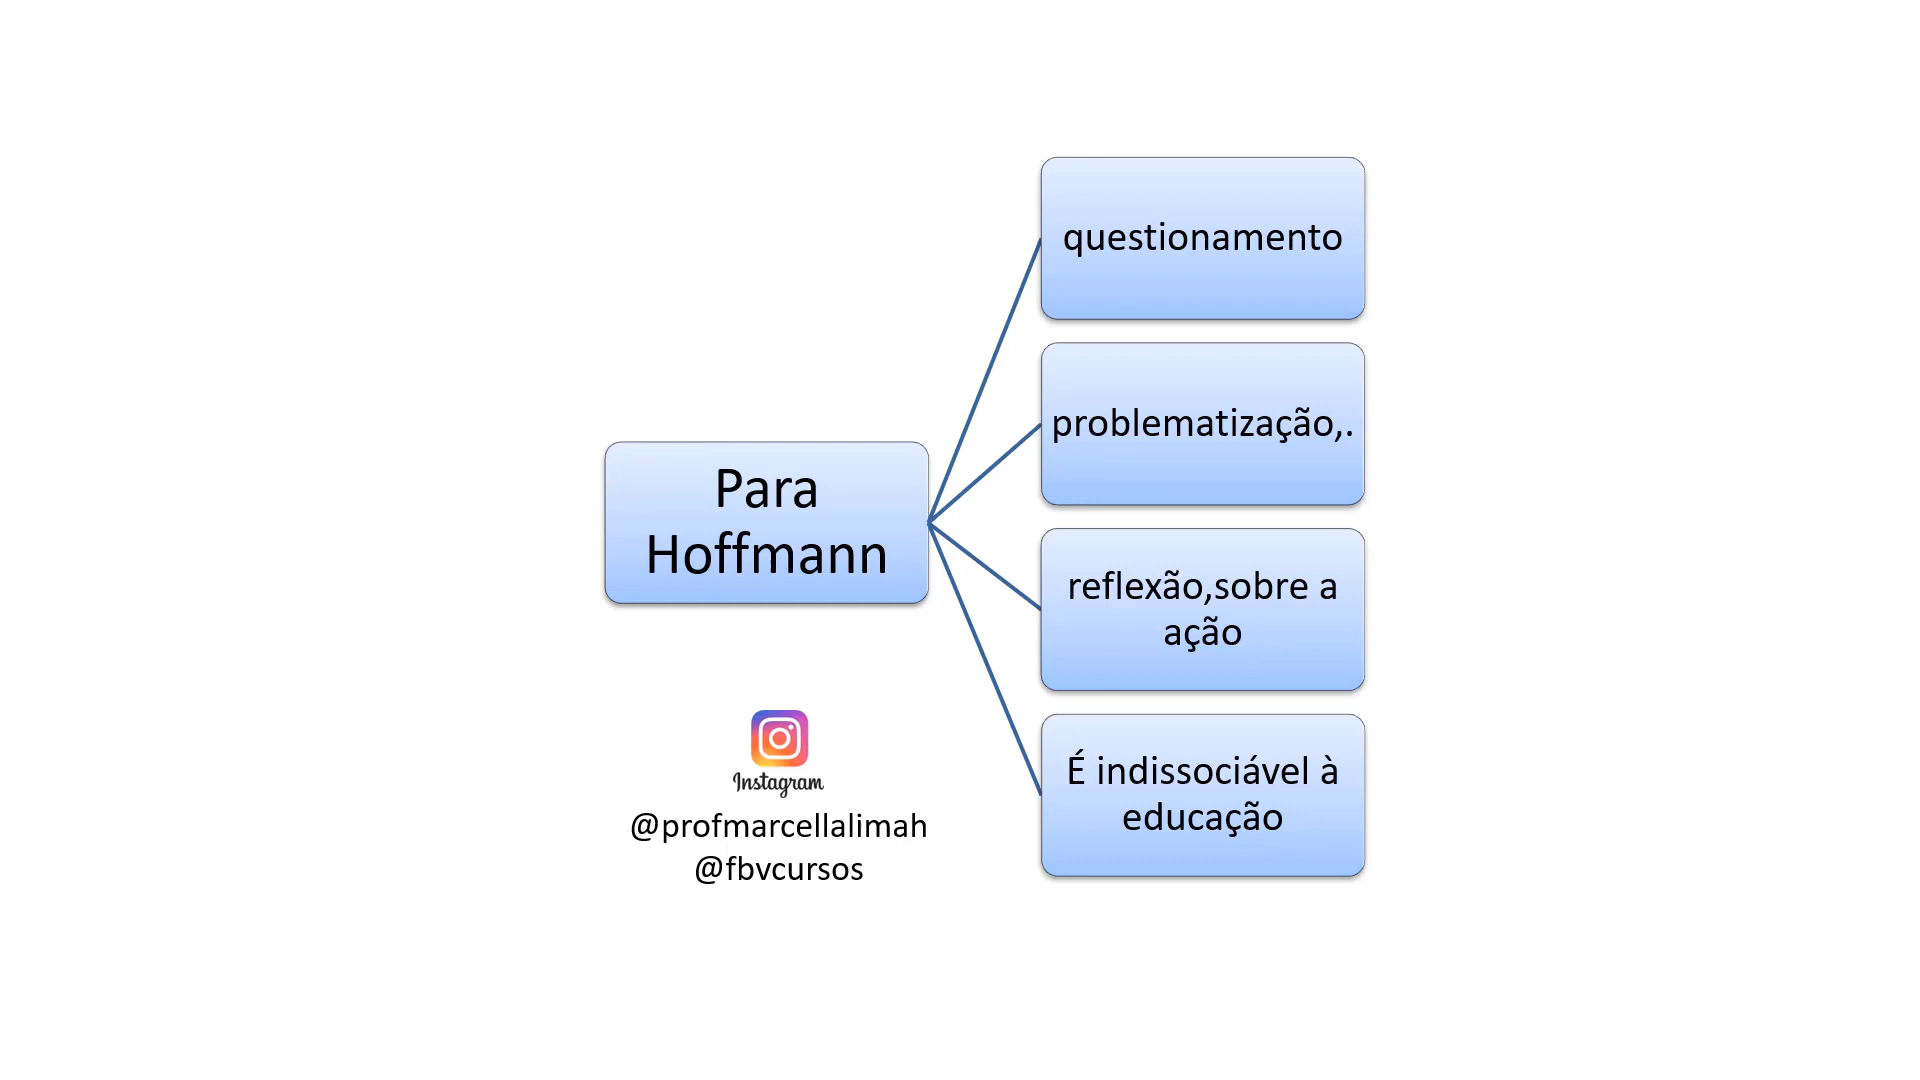 Para
Hoffmann
questionamento
problematização,.
reflexão,sobre a
ação
É indissociável à
educação
Instagram
@profmarcellalimah
@fbvcursos